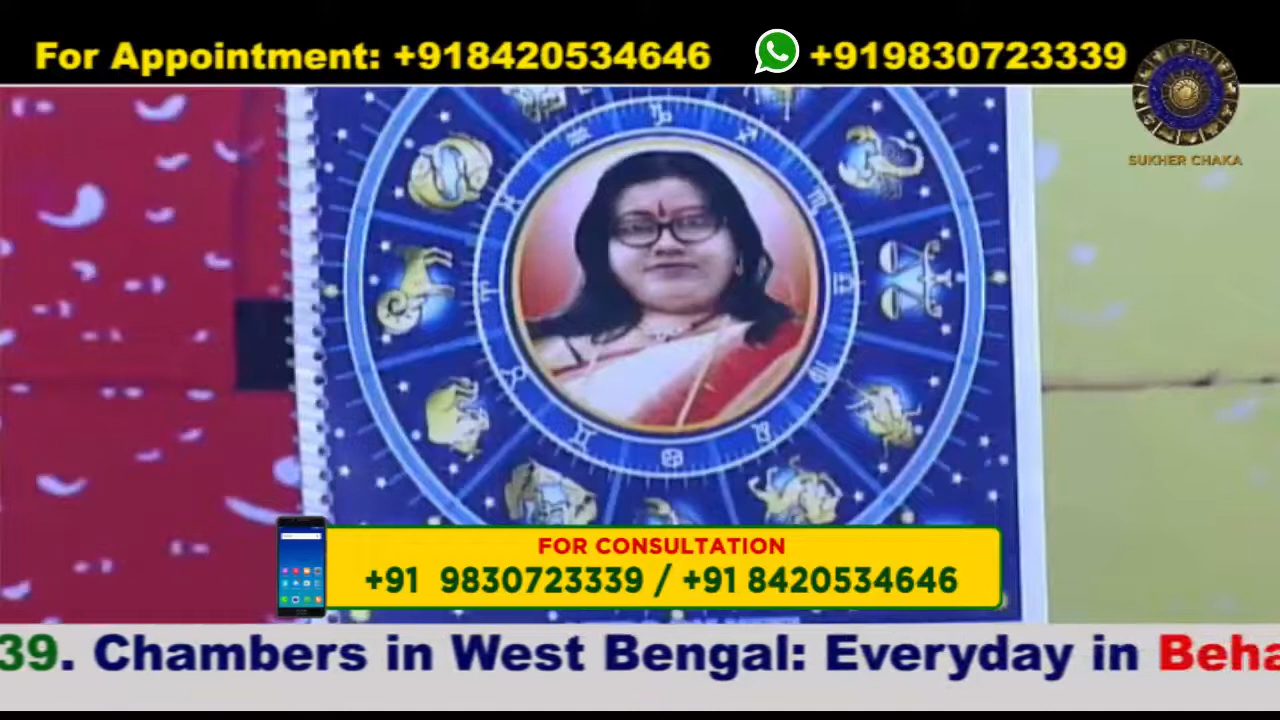 For Appointment: +918420534646 +919830723339
SUKHER CHAKA
FOR CONSULTATION
+91 9830723339 / +91 8420534646
39. Chambers in West Bengal: Everyday in Beha